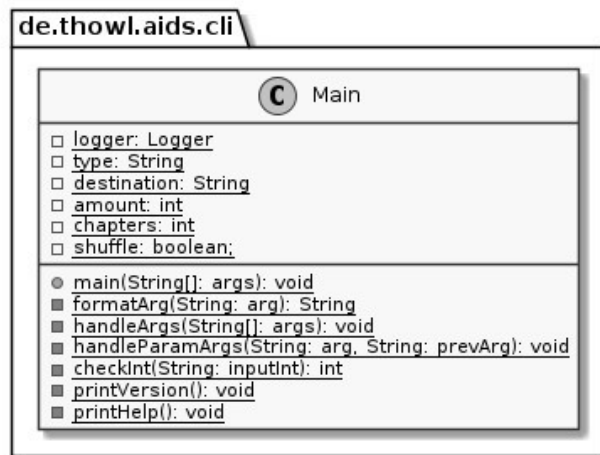 de.thowl.aids.cli
C Main
logger: Logger
type: String
destination: String
amount: int
chapters: int
shuffle: boolean;
main(String[]: args): void
formatArg(String: arg): String
handleArgs(String[]: args): void
handleParamArgs(String: arg, String: prevArg): void
checkInt(String: inputInt): int
printVersion(): void
printHelp(): void